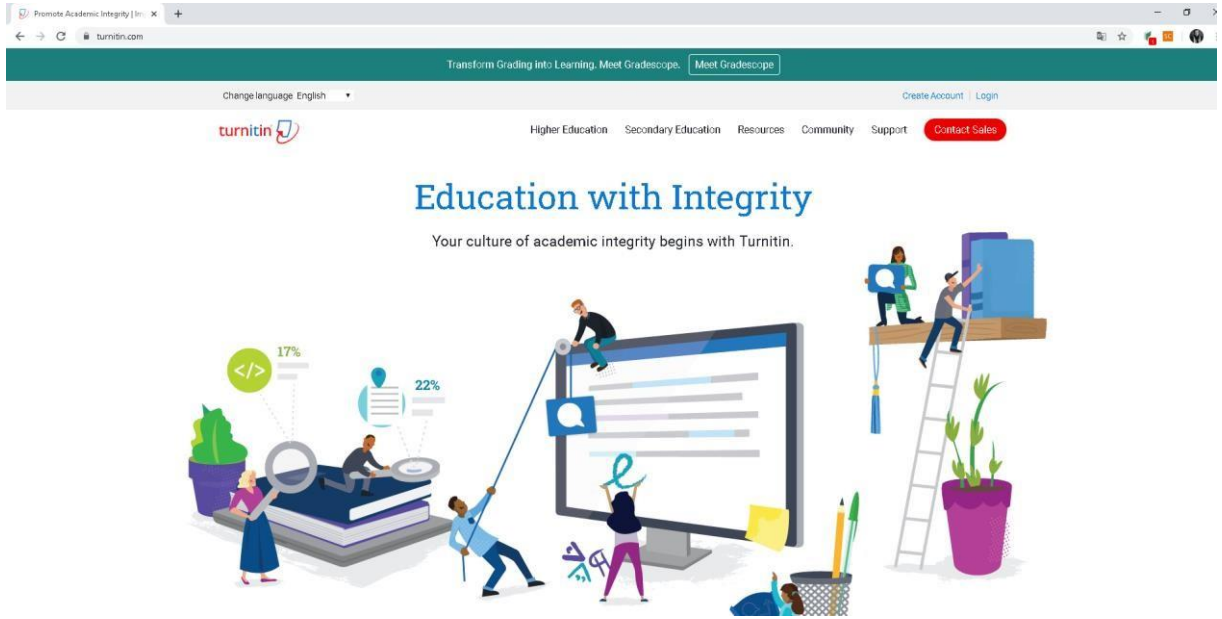 Promote Academic Integrity | Im
turnitin.com
Transform Grading into Learning. Meet Gradescope. Meet Gradescope
Change language English
Create Account | Login
turnitin
Higher Education Secondary Education Resources Community Support Contact Sales
Education with Integrity
Your culture of academic integrity begins with Turnitin.
17%
</>
22%